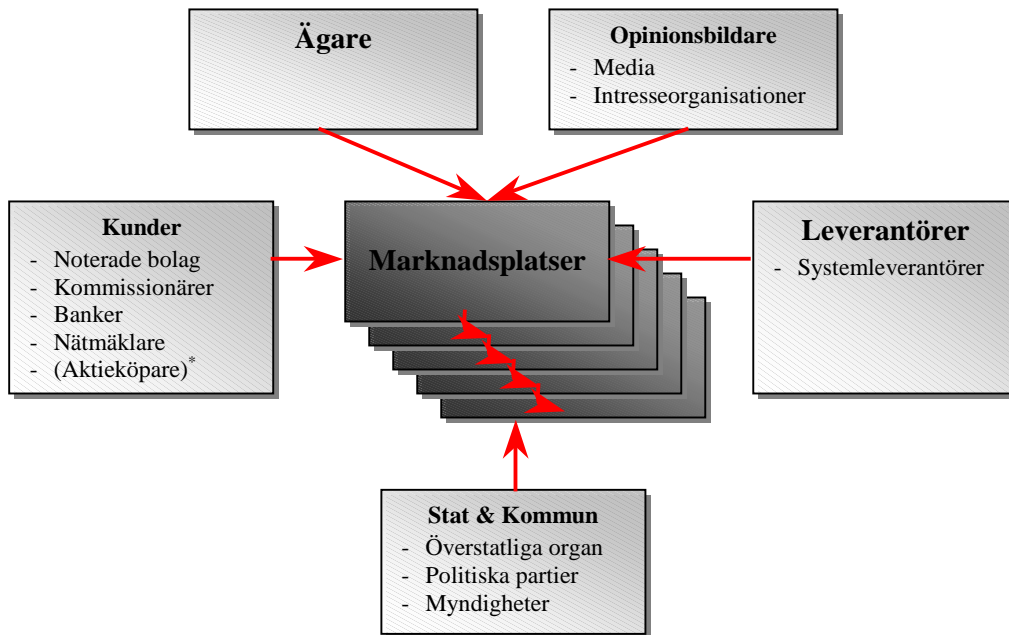 Ägare
Opinionsbildare
- Media
- Intresseorganisationer
Kunder
- Noterade bolag
- Kommissionärer
- Banker
- Nätmäklare
- (Aktieköpare)*
Marknadsplatser
Leverantörer
- Systemleverantörer
Stat & Kommun
- Överstatliga organ
- Politiska partier
- Myndigheter